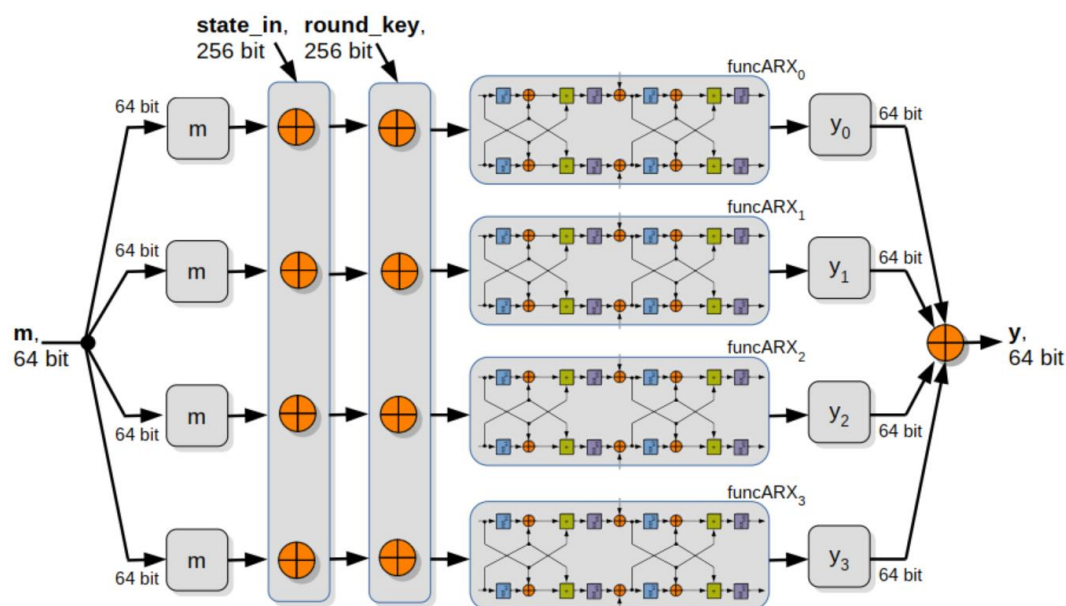 state_in,
256 bit
round_key,
256 bit
funcARX0
64 bit
m
y0
64 bit
funcARX1
64 bit
m
y1
64 bit
m,
64 bit
y,
64 bit
funcARX2
64 bit
m
y2
64 bit
funcARX3
64 bit
m
y3
64 bit